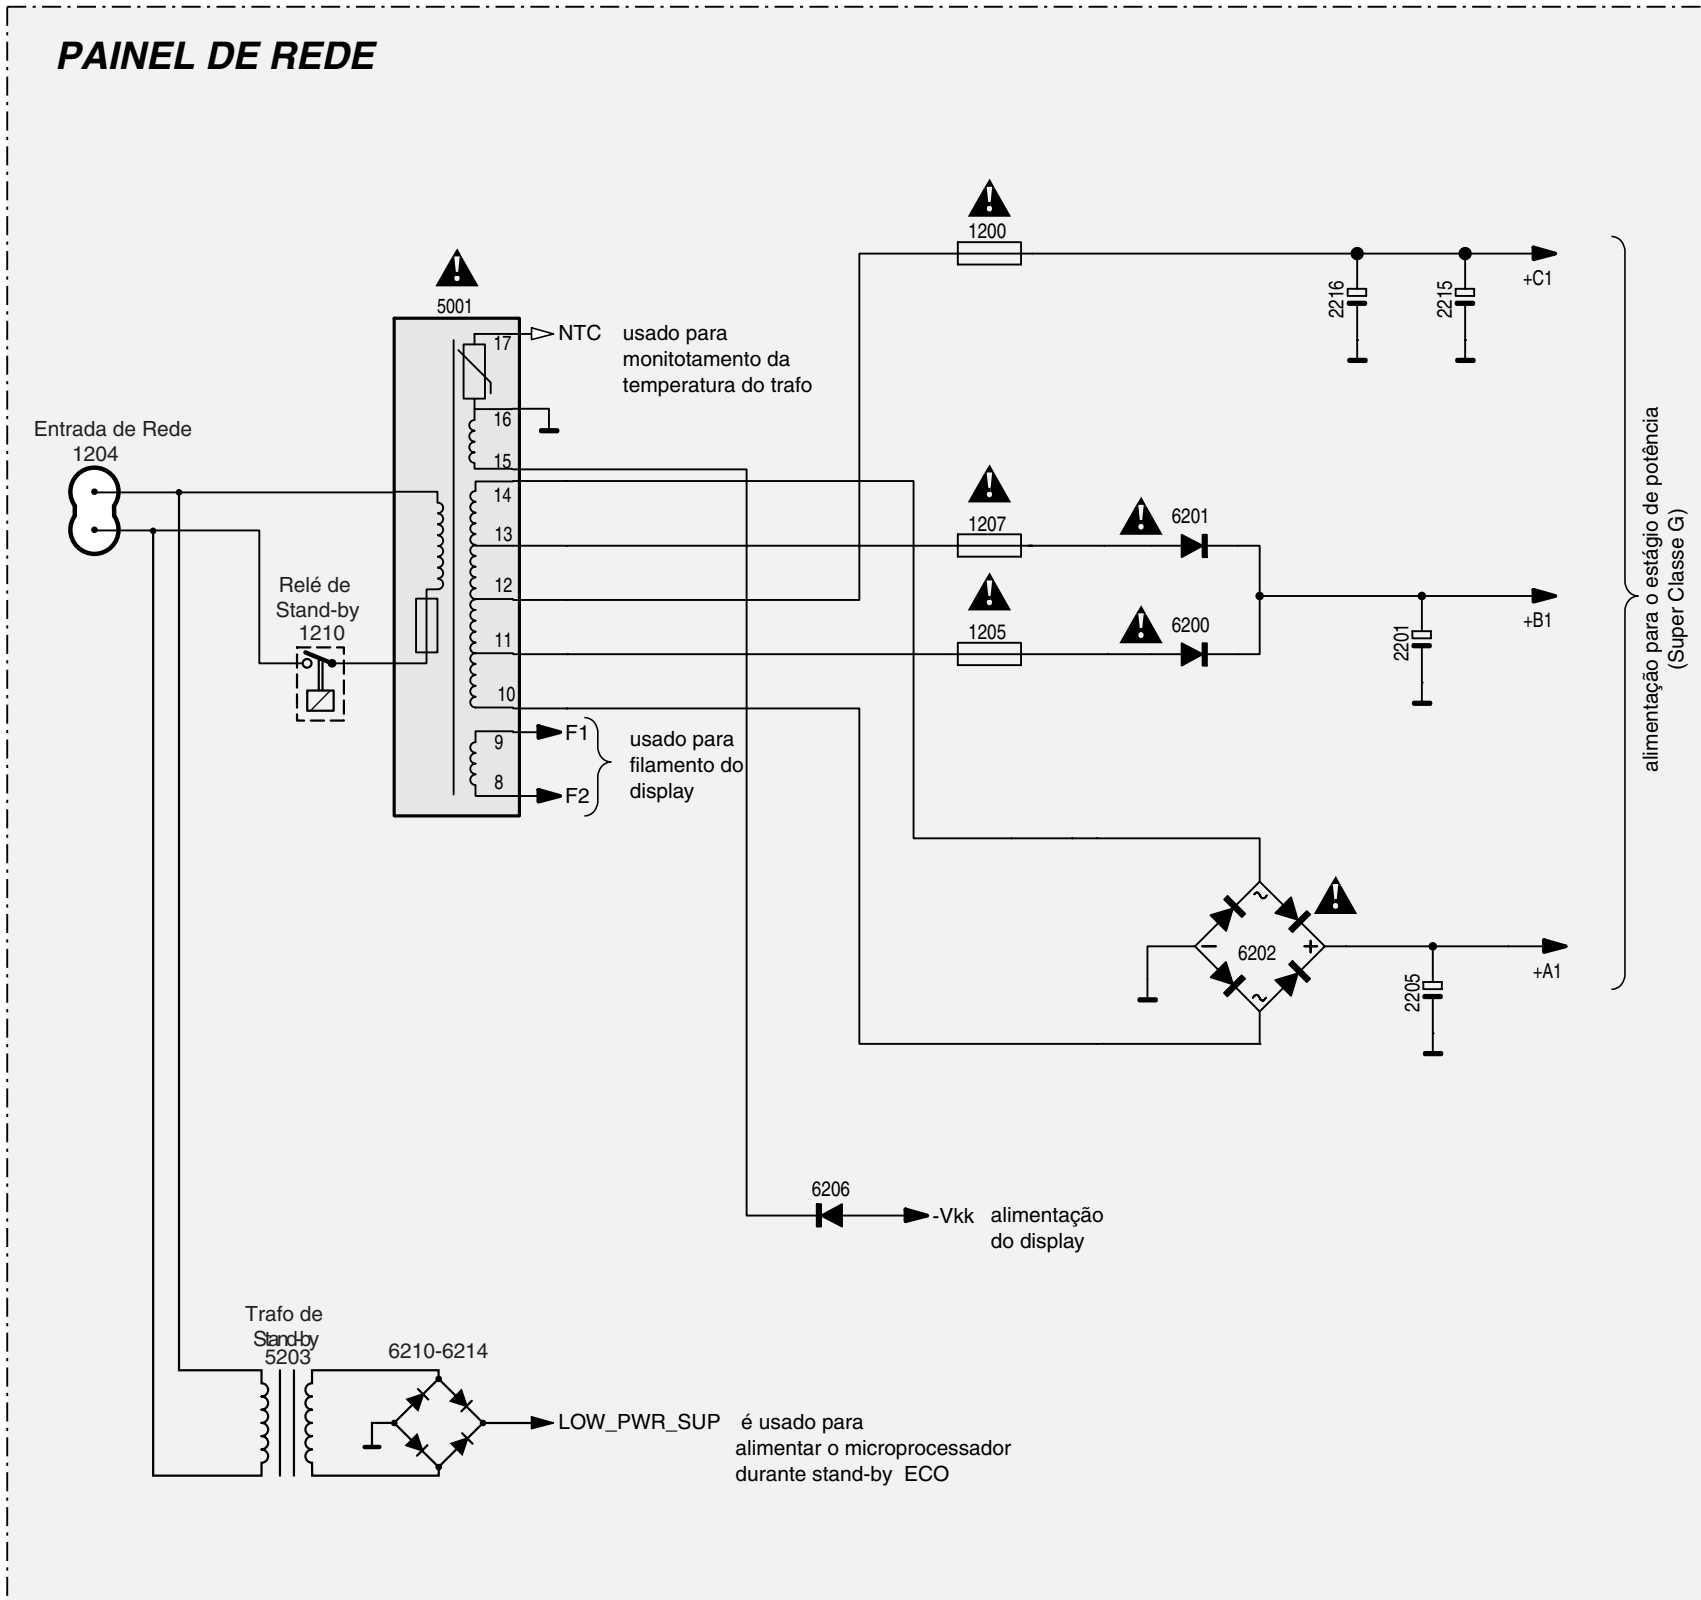 PAINEL DE REDE
1200
+C1
2216
2215
5001
17
NTC
usado para
monitotamento da
temperatura do trafo
16
15
Entrada de Rede
1204
14
13
12
11
10
9
8
1207
6201
1205
6200
+B1
2201
Relé de
Stand-by
1210
F1
F2
usado para
filamento do
display
alimentação para o estágio de potência
(Super Classe G)
6202
+A1
2205
6206
-Vkk
alimentação
do display
Trafo de
Stand-by
5203
6210-6214
LOW_PWR_SUP é usado para
alimentar o microprocessador
durante stand-by ECO